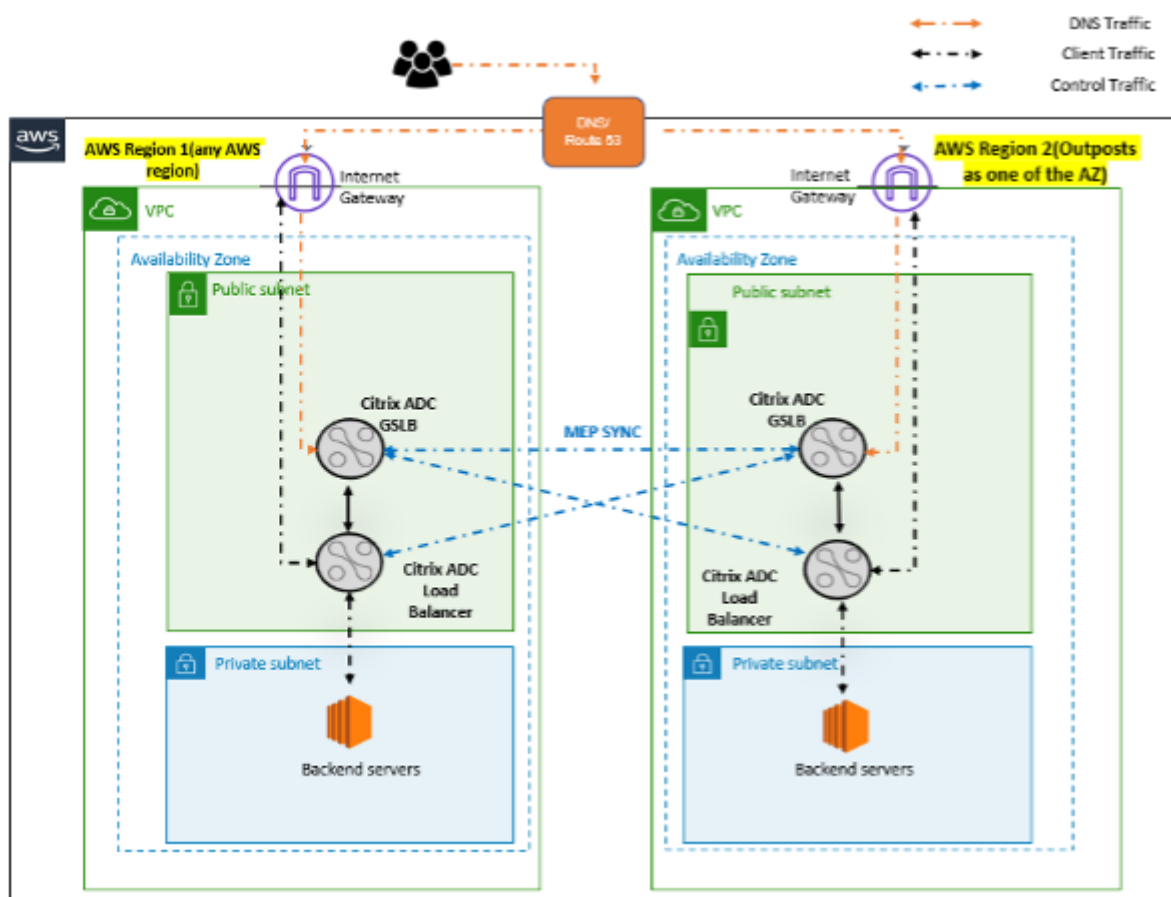 DNS Traffic
Client Traffic
Control Traffic
DNS/
Route 53
aws
AWS Region 1(any AWS
region)
Internet
Gateway
VPC
Availability Zone
Public subnet
Citrix ADC
GSLB
Citrix ADC
Load
Balancer
Private subnet
Backend servers
MEP SYNC
AWS Region 2(Outposts
as one of the AZ)
Internet
Gateway
VPC
Availability Zone
Public subnet
Citrix ADC
GSLB
Citrix ADC
Load
Balancer
Private subnet
Backend servers